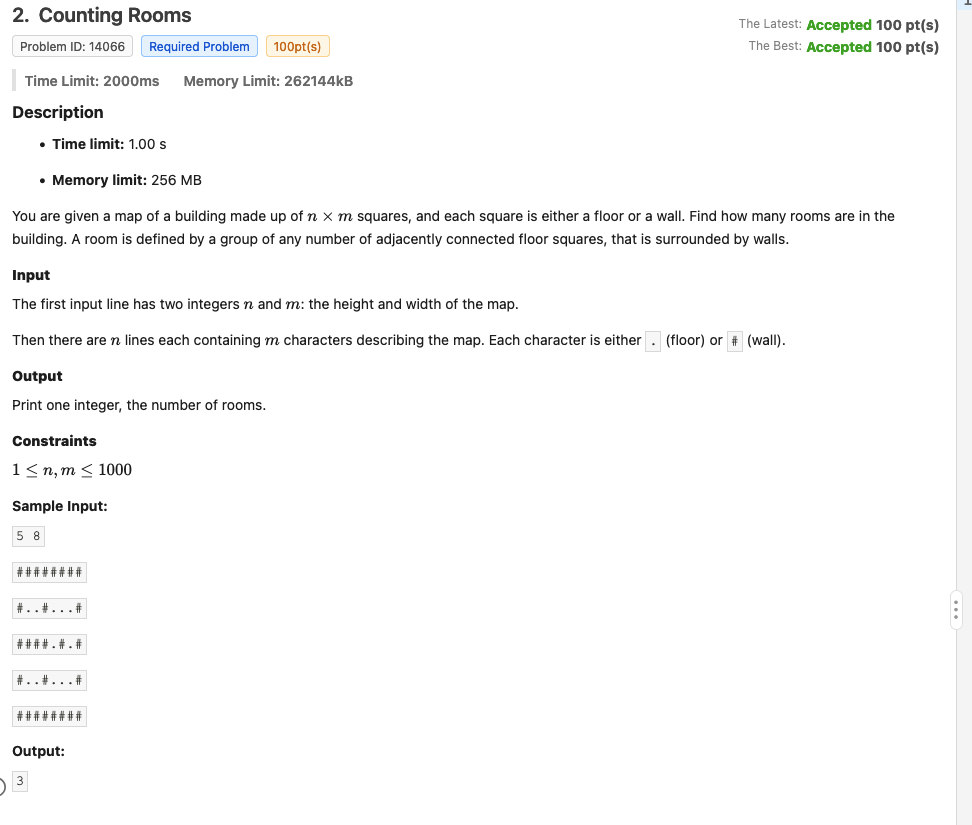 2. Counting Rooms
The Latest: Accepted 100 pt(s)
Problem ID: 14066 Required Problem 100pt(s)
The Best: Accepted 100 pt(s)
Time Limit: 2000ms Memory Limit: 262144kB
Description
• Time limit: 1.00 s
• Memory limit: 256 MB
You are given a map of a building made up of n × m squares, and each square is either a floor or a wall. Find how many rooms are in the
building. A room is defined by a group of any number of adjacently connected floor squares, that is surrounded by walls.
Input
The first input line has two integers n and m: the height and width of the map.
Then there are n lines each containing m characters describing the map. Each character is either . (floor) or # (wall).
Output
Print one integer, the number of rooms.
Constraints
1 ≤ n, m ≤ 1000
Sample Input:
5 8
########
#..#...#
####.#.#
#..#...#
########
Output:
3